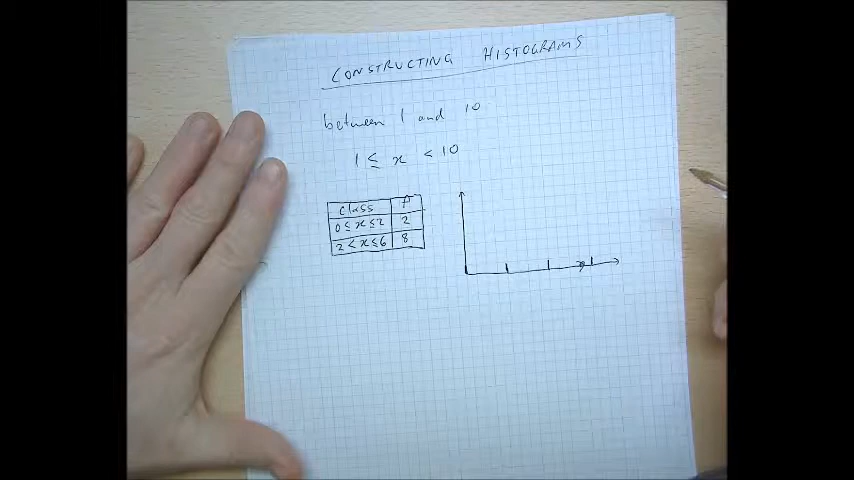 CONSTRUCTING HISTOGRAMS
between 1 and 10
1 ≤ x < 10
class f
0 ≤ x ≤ 2 2
2 < x ≤ 6 8